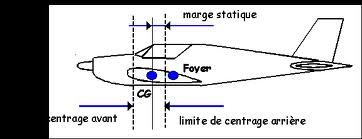 marge statique
Foyer
CG
centrage avant
limite de centrage arrière